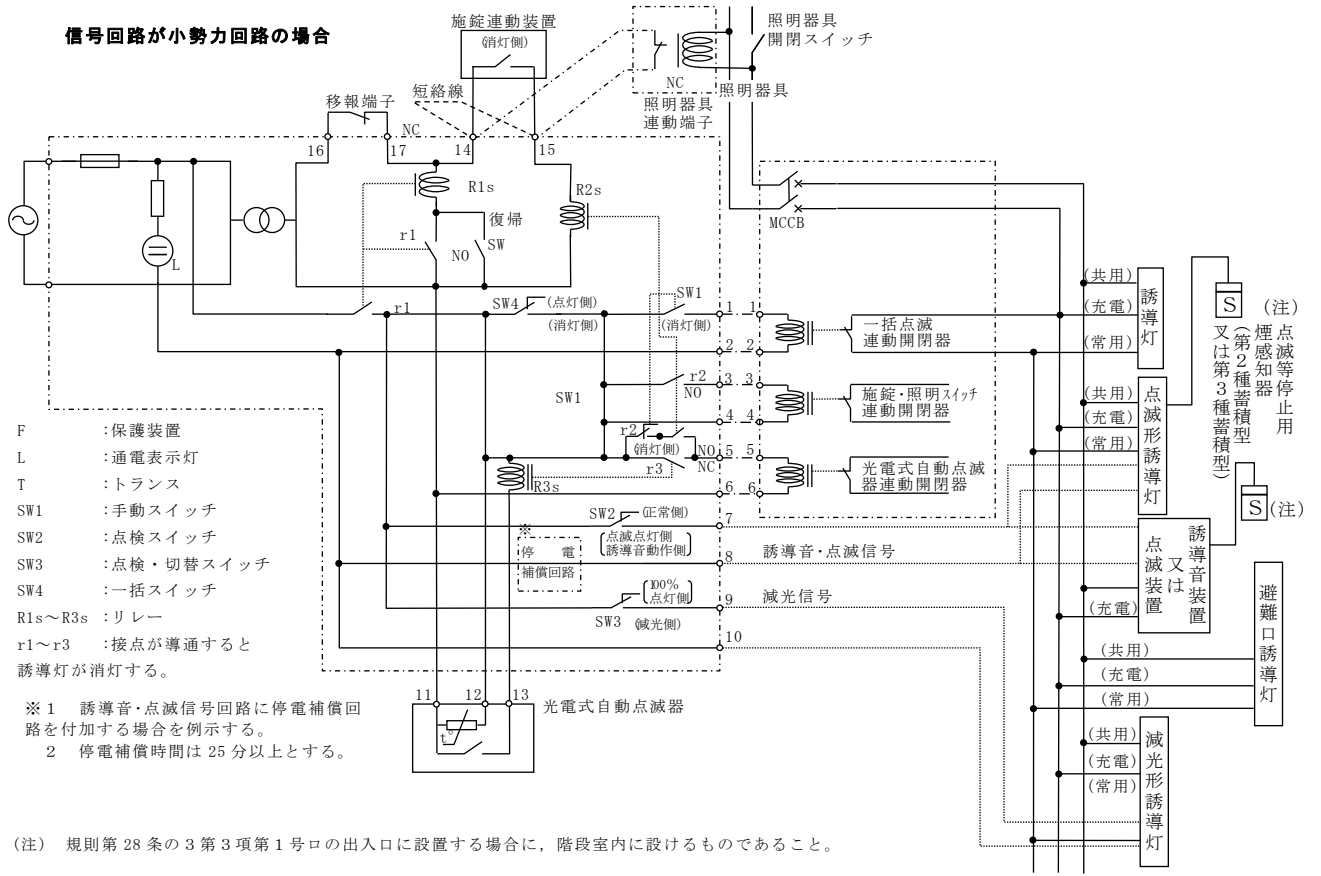 信号回路が小勢力回路の場合
施錠連動装置
(消灯側)
照明器具
開閉スイッチ
NC
照明器具
照明器具
連動端子
移報端子
短絡線
NC
16
17
14
15
R1s
R2s
復帰
r1
NO
SW
L
MCCB
r1
SW4
(点灯側)
(消灯側)
SW1
(消灯側)
1
1
2
2
一括点滅
連動開閉器
r2
NO
3
3
4
4
施錠・照明スイッチ
連動開閉器
SW1
r2
(消灯側)
NO
NC
r3
R3s
5
5
6
6
光電式自動点滅
器連動開閉器
SW2
(正常側)
点滅点灯側
誘導音動作側
7
※
停 電
補償回路
8
誘導音・点滅信号
100%
点灯側
SW3
(減光側)
9
減光信号
10
11
12
13
光電式自動点滅器
t°
(共用)
(充電)
(常用)
誘導灯
S
(注)
点滅等停止用
煙感知器
(第2種蓄積型
又は第3種蓄積型)
(共用)
(充電)
(常用)
点滅形誘導灯
S
(注)
誘導音装置
又は
点滅装置
(充電)
(共用)
(充電)
(常用)
避難口誘導灯
(共用)
(充電)
(常用)
減光形誘導灯
F :保護装置
L :通電表示灯
T :トランス
SW1 :手動スイッチ
SW2 :点検スイッチ
SW3 :点検・切替スイッチ
SW4 :一括スイッチ
R1s～R3s :リレー
r1～r3 :接点が導通すると
誘導灯が消灯する。
※1 誘導音・点滅信号回路に停電補償回
路を付加する場合を例示する。
2 停電補償時間は25分以上とする。
(注) 規則第28条の3第3項第1号ロの出入口に設置する場合に，階段室内に設けるものであること。